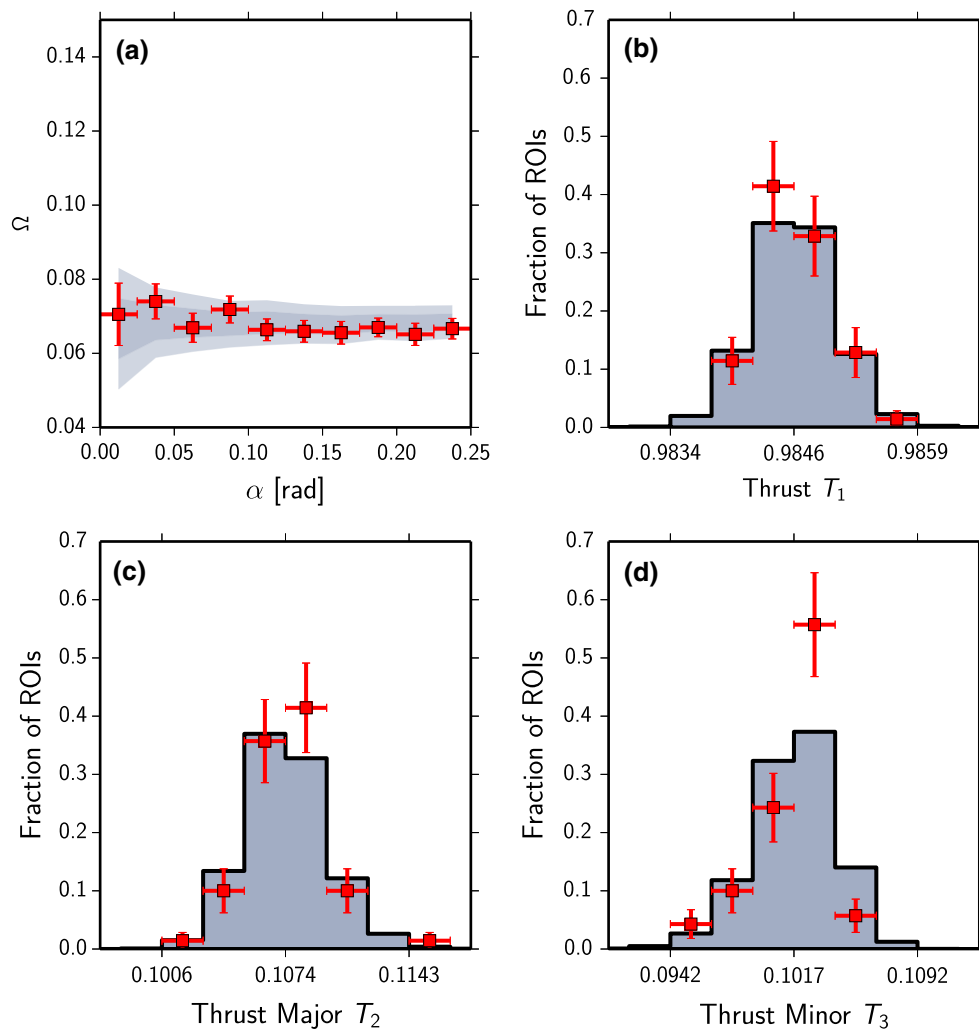 (a)
0.14
0.12
0.10
0.08
0.06
0.04
Ω
0.00 0.05 0.10 0.15 0.20 0.25
α [rad]
(b)
0.7
0.6
0.5
0.4
0.3
0.2
0.1
0.0
Fraction of ROIs
0.9834 0.9846 0.9859
Thrust T₁
(c)
0.7
0.6
0.5
0.4
0.3
0.2
0.1
0.0
Fraction of ROIs
0.1006 0.1074 0.1143
Thrust Major T₂
(d)
0.7
0.6
0.5
0.4
0.3
0.2
0.1
0.0
Fraction of ROIs
0.0942 0.1017 0.1092
Thrust Minor T₃